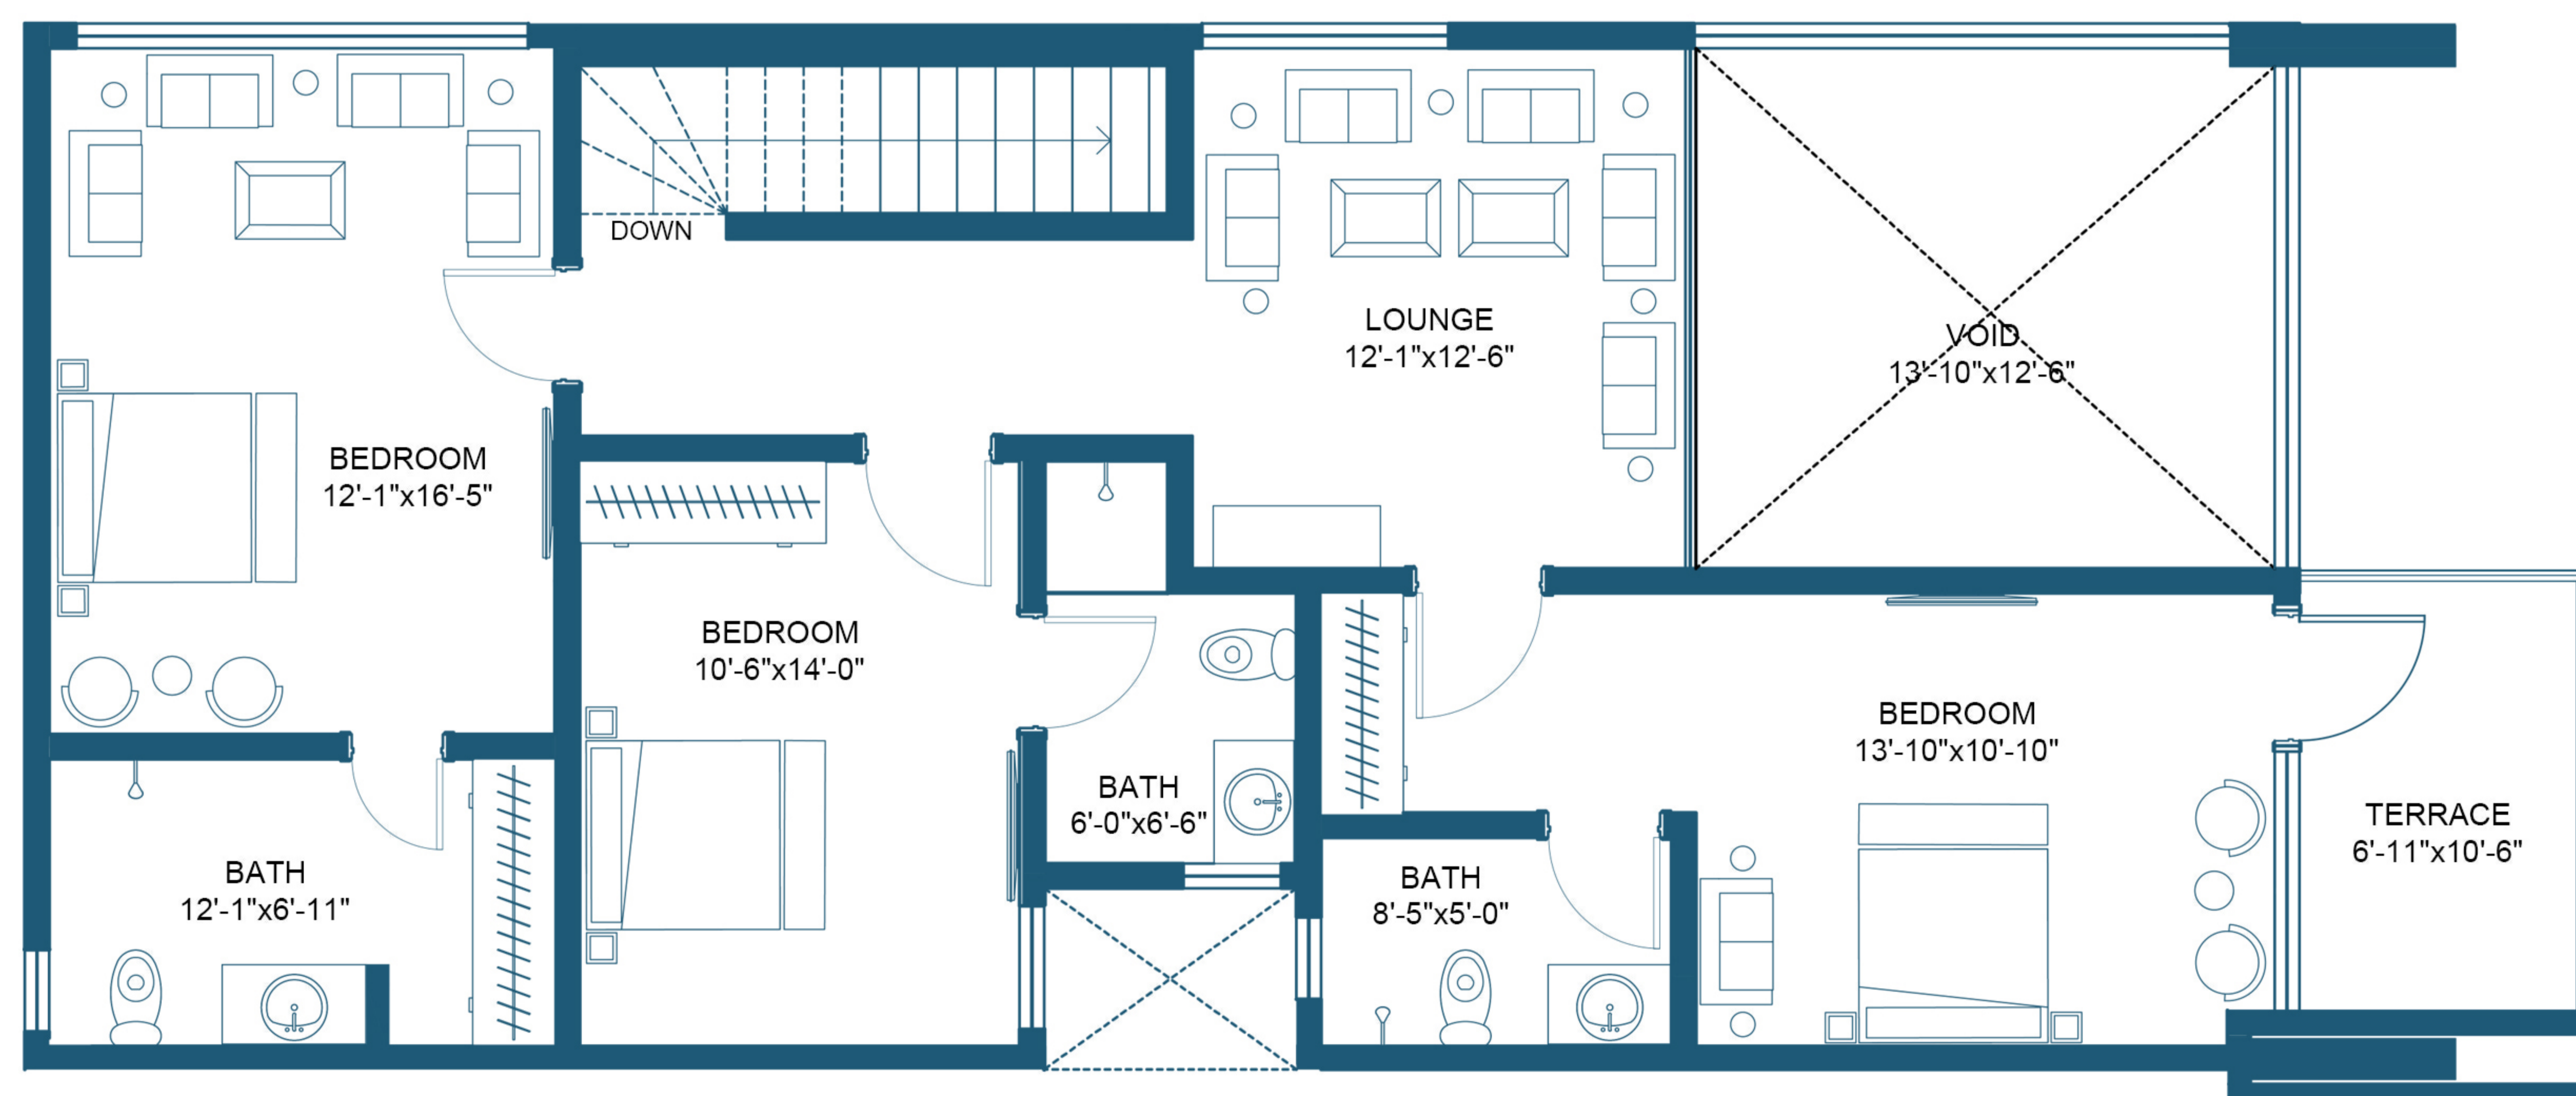 DOWN
LOUNGE
12'-1"x12'-6"
VOID
13'-10"x12'-6"
BEDROOM
12'-1"x16'-5"
BEDROOM
10'-6"x14'-0"
BEDROOM
13'-10"x10'-10"
BATH
6'-0"x6'-6"
TERRACE
6'-11"x10'-6"
BATH
12'-1"x6'-11"
BATH
8'-5"x5'-0"